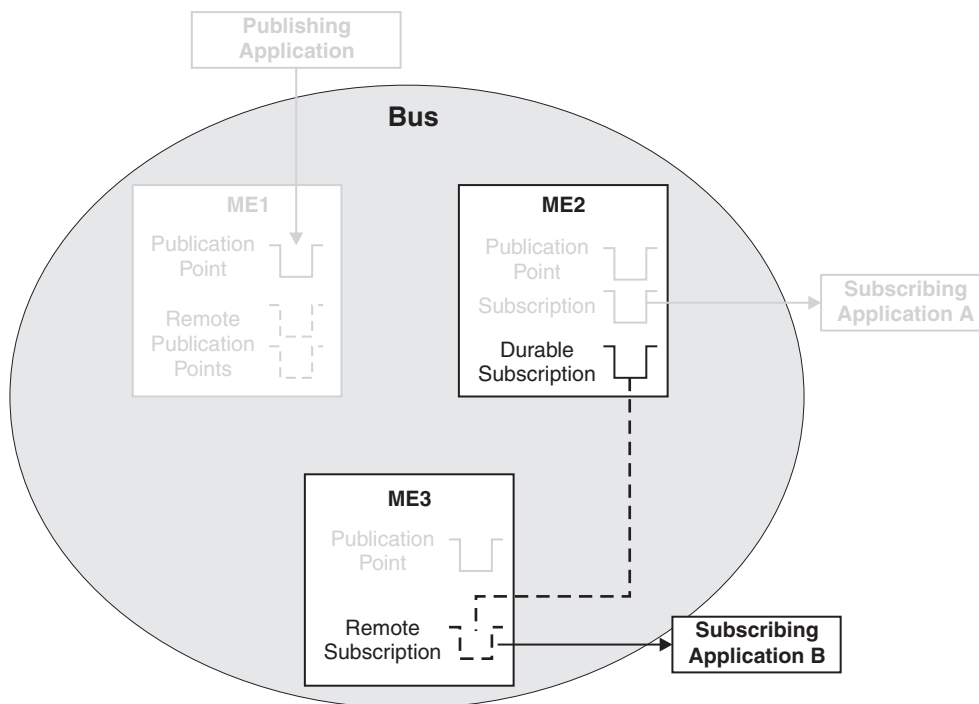 Publishing
Application
Bus
ME1
Publication
Point
Remote
Publication
Points
ME2
Publication
Point
Subscription
Durable
Subscription
Subscribing
Application A
ME3
Publication
Point
Remote
Subscription
Subscribing
Application B